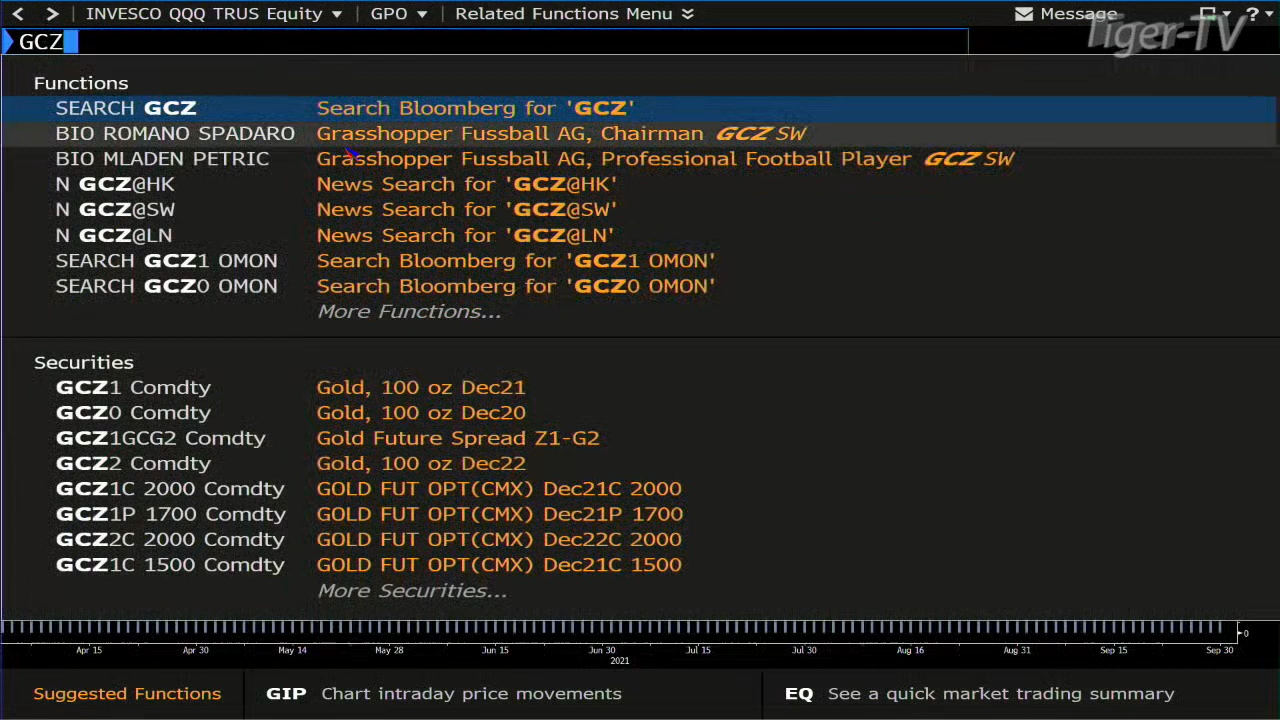 INVESCO QQQ TRUS Equity GPO Related Functions Menu Message ?
Tiger-TV
GCZ
Functions
SEARCH GCZ Search Bloomberg for 'GCZ'
BIO ROMANO SPADARO Grasshopper Fussball AG, Chairman GCZ SW
BIO MLADEN PETRIC Grasshopper Fussball AG, Professional Football Player GCZ SW
N GCZ@HK News Search for 'GCZ@HK'
N GCZ@SW News Search for 'GCZ@SW'
N GCZ@LN News Search for 'GCZ@LN'
SEARCH GCZ1 OMON Search Bloomberg for 'GCZ1 OMON'
SEARCH GCZ0 OMON Search Bloomberg for 'GCZ0 OMON'
More Functions...
Securities
GCZ1 Comdty Gold, 100 oz Dec21
GCZ0 Comdty Gold, 100 oz Dec20
GCZ1GCG2 Comdty Gold Future Spread Z1-G2
GCZ2 Comdty Gold, 100 oz Dec22
GCZ1C 2000 Comdty GOLD FUT OPT(CMX) Dec21C 2000
GCZ1P 1700 Comdty GOLD FUT OPT(CMX) Dec21P 1700
GCZ2C 2000 Comdty GOLD FUT OPT(CMX) Dec22C 2000
GCZ1C 1500 Comdty GOLD FUT OPT(CMX) Dec21C 1500
More Securities...
0
Apr 15 Apr 30 May 14 May 28 Jun 15 Jun 30 Jul 15 Jul 30 Aug 16 Aug 31 Sep 15 Sep 30
2021
Suggested Functions GIP Chart intraday price movements EQ See a quick market trading summary